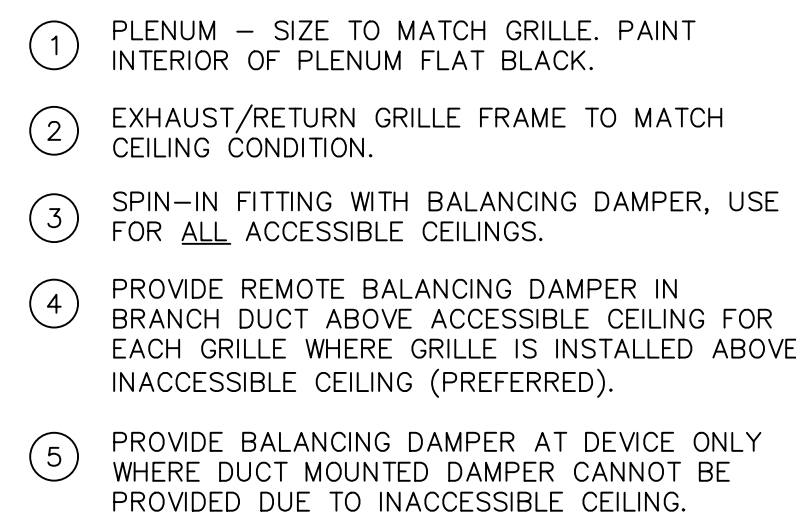 1 PLENUM – SIZE TO MATCH GRILLE. PAINT
INTERIOR OF PLENUM FLAT BLACK.
2 EXHAUST/RETURN GRILLE FRAME TO MATCH
CEILING CONDITION.
3 SPIN–IN FITTING WITH BALANCING DAMPER, USE
FOR ALL ACCESSIBLE CEILINGS.
4 PROVIDE REMOTE BALANCING DAMPER IN
BRANCH DUCT ABOVE ACCESSIBLE CEILING FOR
EACH GRILLE WHERE GRILLE IS INSTALLED ABOVE
INACCESSIBLE CEILING (PREFERRED).
5 PROVIDE BALANCING DAMPER AT DEVICE ONLY
WHERE DUCT MOUNTED DAMPER CANNOT BE
PROVIDED DUE TO INACCESSIBLE CEILING.